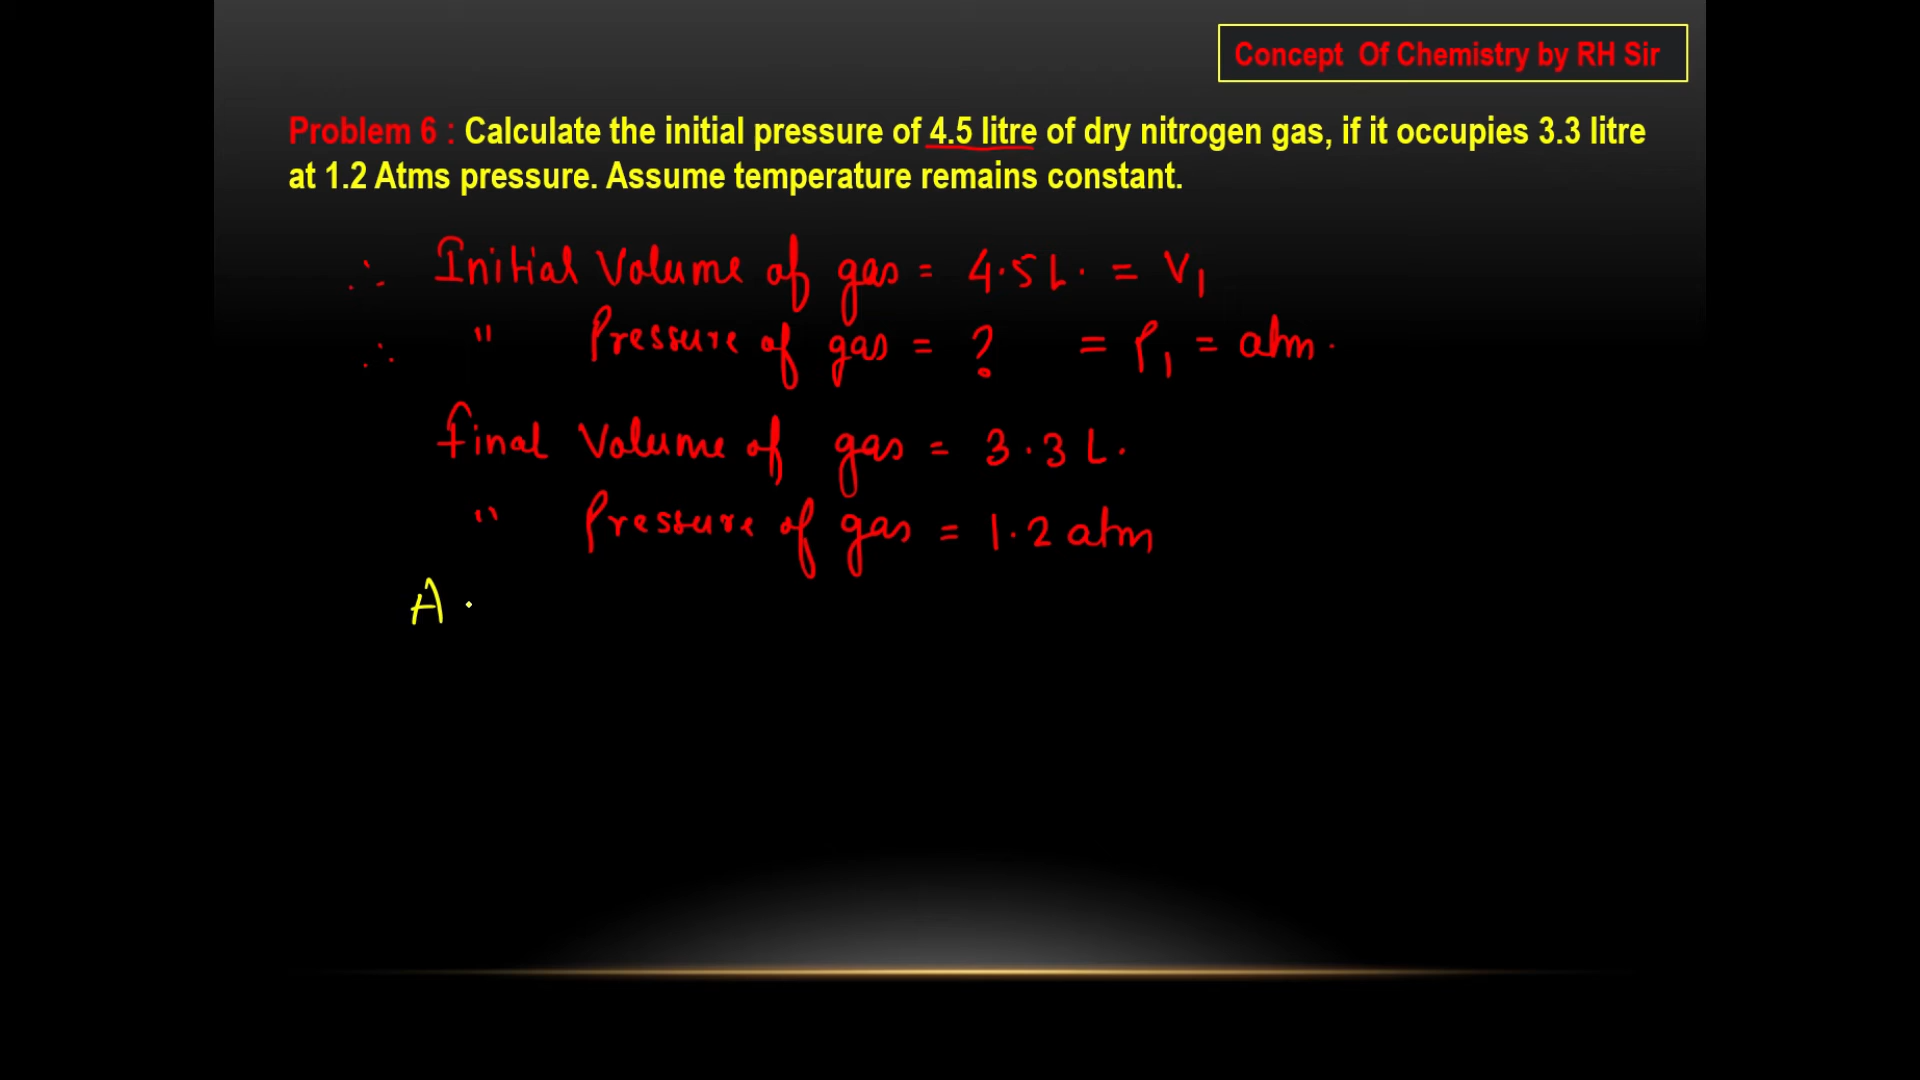 Concept Of Chemistry by RH Sir
Problem 6 : Calculate the initial pressure of 4.5 litre of dry nitrogen gas, if it occupies 3.3 litre
at 1.2 Atms pressure. Assume temperature remains constant.
∴ Initial Volume of gas = 4.5 L. = V₁
∴ " Pressure of gas = ? = P₁ = atm.
Final Volume of gas = 3.3 L.
" Pressure of gas = 1.2 atm
A.